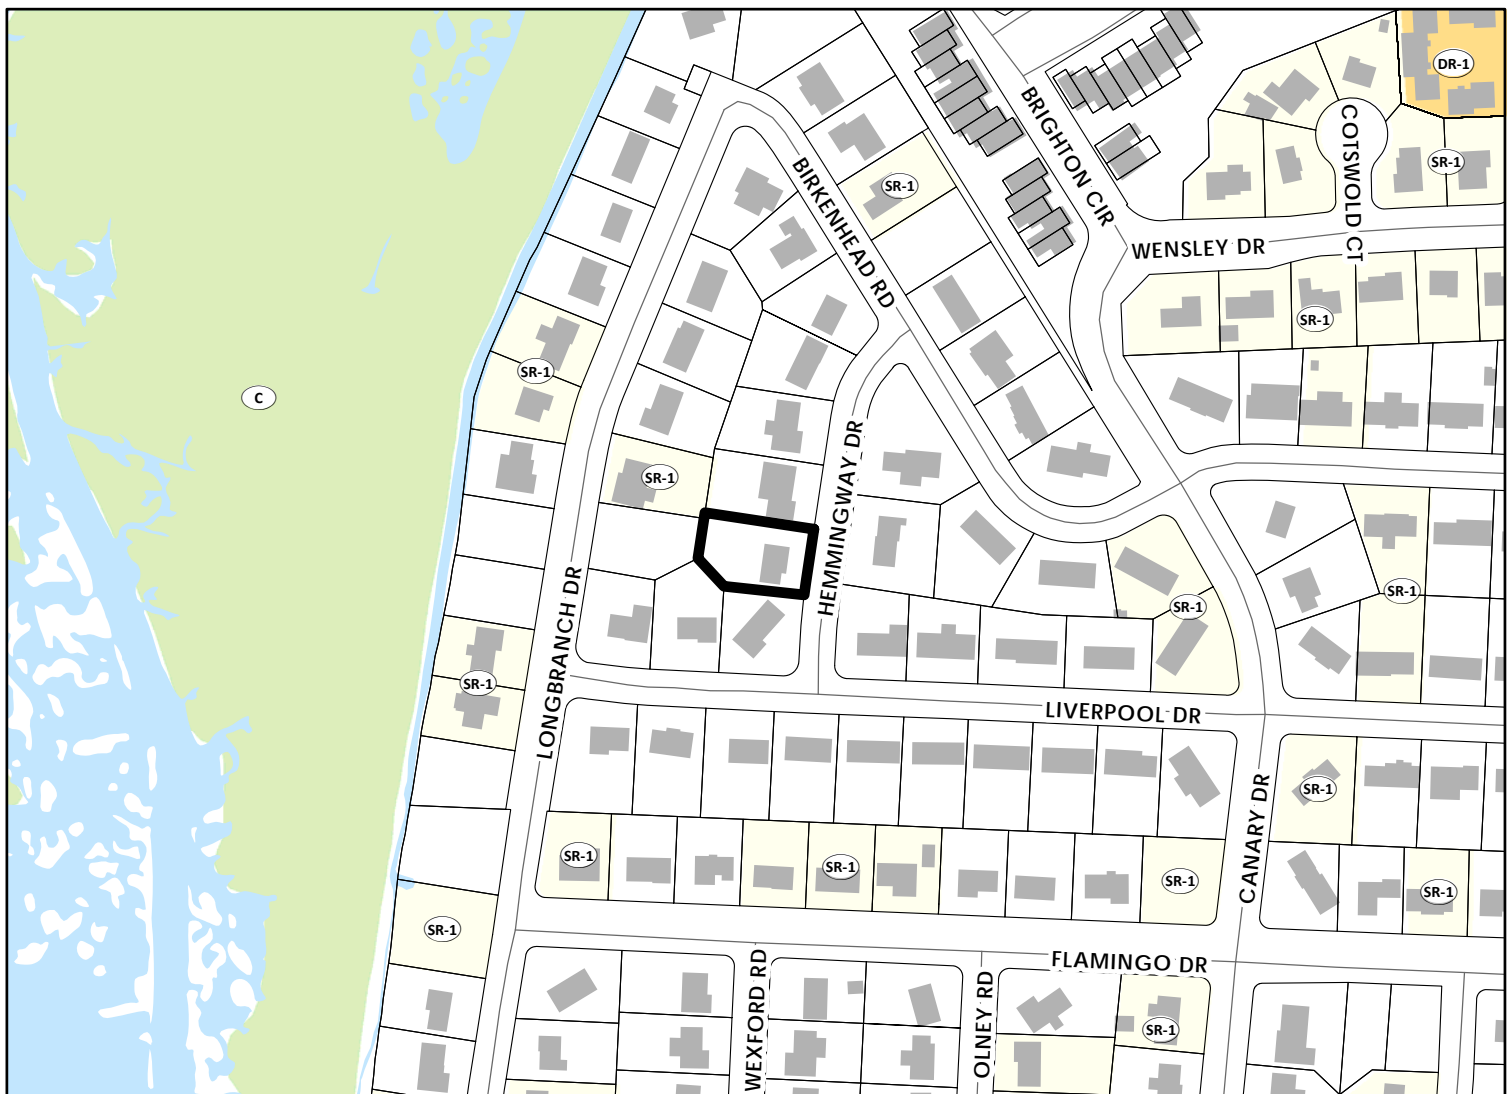 DR-1
BRIGHTON CIR
COTSWOLD CT
SR-1
SR-1
BIRKENHEAD RD
WENSLEY DR
SR-1
SR-1
C
HEMMINGWAY DR
SR-1
LONGBRANCH DR
SR-1
SR-1
SR-1
LIVERPOOL DR
CANARY DR
SR-1
SR-1
SR-1
SR-1
SR-1
SR-1
FLAMINGO DR
WEXFORD RD
OLNEY RD
SR-1